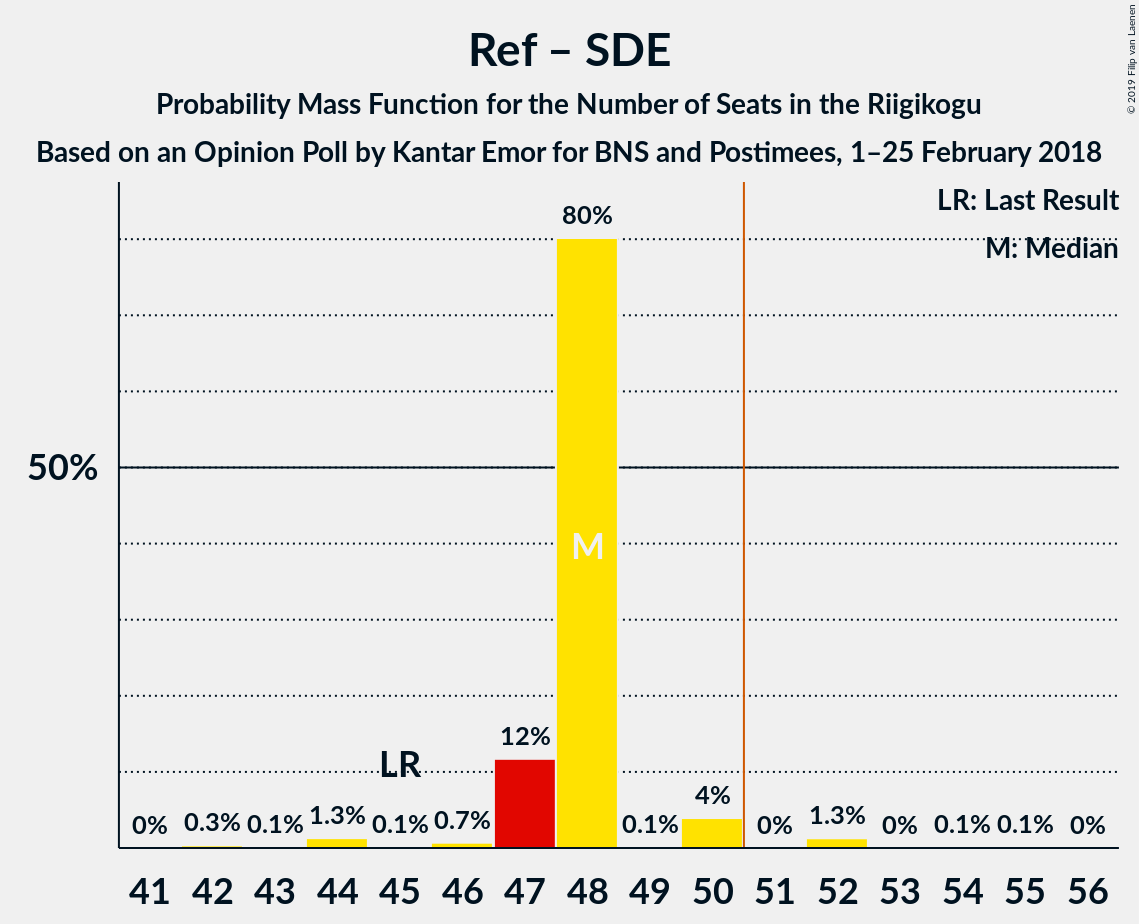 Ref – SDE
Probability Mass Function for the Number of Seats in the Riigikogu
Based on an Opinion Poll by Kantar Emor for BNS and Postimees, 1–25 February 2018
© 2019 Filip van Laenen
LR: Last Result
M: Median
80%
50%
M
12%
LR
4%
0% 0.3% 0.1% 1.3% 0.1% 0.7% 0.1% 0% 1.3% 0% 0.1% 0.1% 0%
41 42 43 44 45 46 47 48 49 50 51 52 53 54 55 56